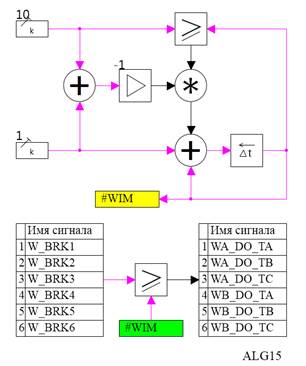 10
k
≥
-1
+
*
1
k
+
Δt
#WIM
Имя сигнала
1 W_BRK1
2 W_BRK2
3 W_BRK3
4 W_BRK4
5 W_BRK5
6 W_BRK6
≥
#WIM
Имя сигнала
1 WA_DO_TA
2 WA_DO_TB
3 WA_DO_TC
4 WB_DO_TA
5 WB_DO_TB
6 WB_DO_TC
ALG15